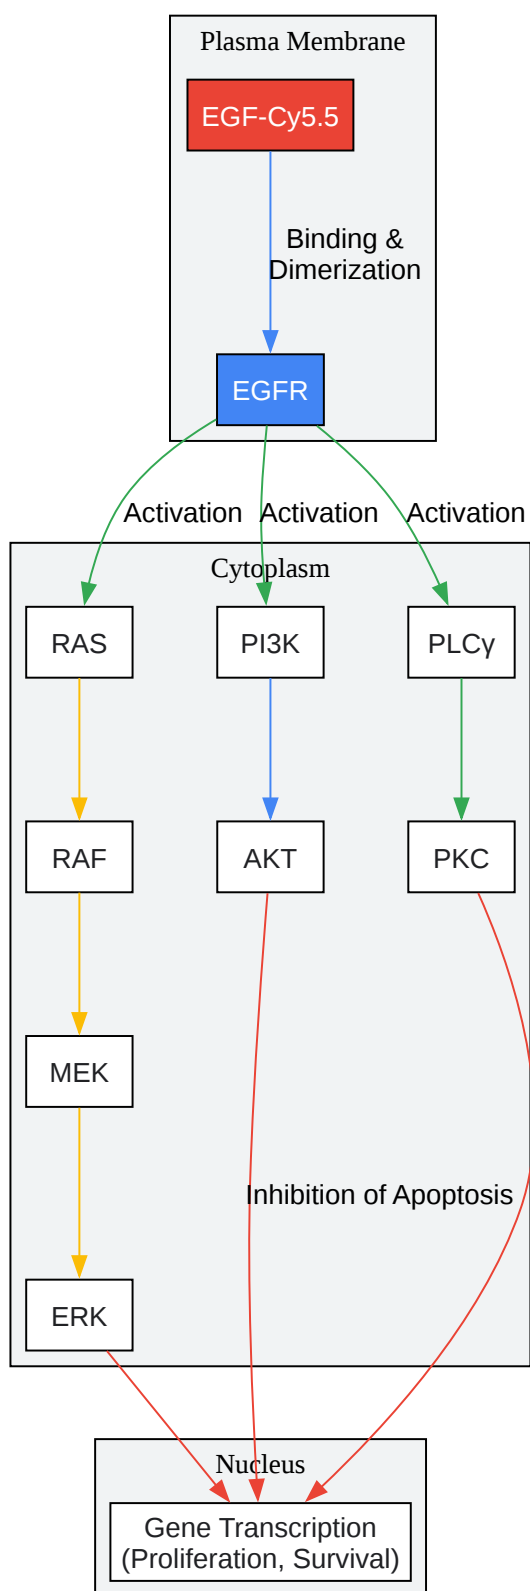 Plasma Membrane
EGF-Cy5.5
Binding &
Dimerization
EGFR
Activation Activation Activation
Cytoplasm
RAS PI3K PLCγ
RAF AKT PKC
MEK
Inhibition of Apoptosis
ERK
Nucleus
Gene Transcription
(Proliferation, Survival)